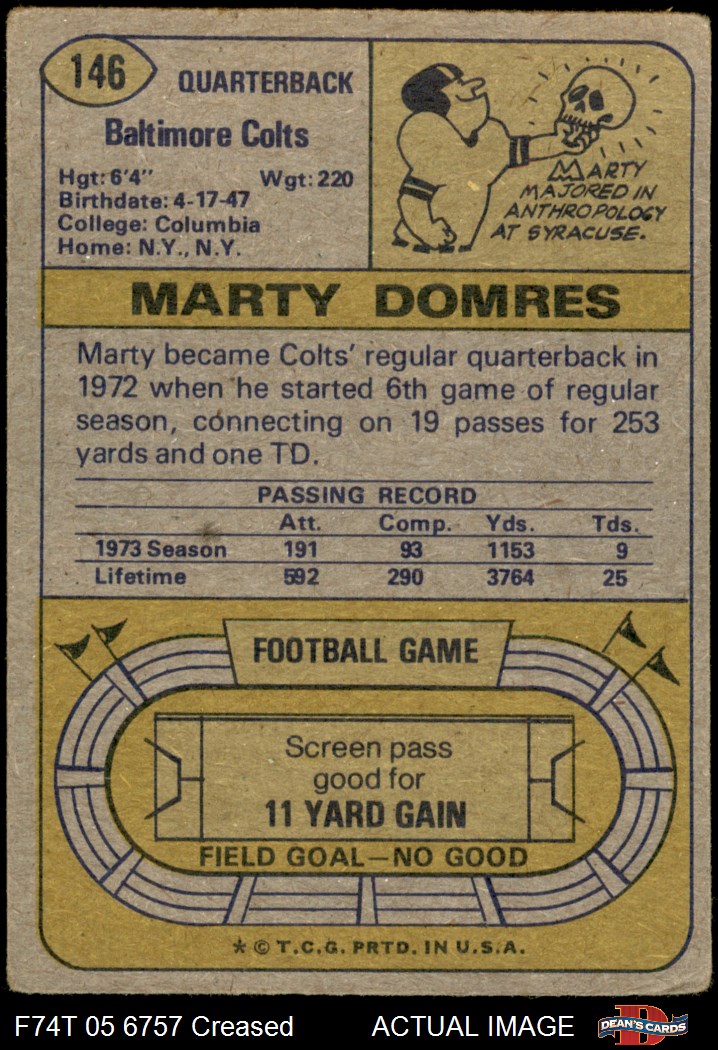 146
QUARTERBACK
Baltimore Colts
Hgt: 6'4" Wgt: 220
Birthdate: 4-17-47
College: Columbia
Home: N.Y., N.Y.
MARTY
MAJORED IN
ANTHROPOLOGY
AT SYRACUSE.
MARTY DOMRES
Marty became Colts' regular quarterback in
1972 when he started 6th game of regular
season, connecting on 19 passes for 253
yards and one TD.
PASSING RECORD
Att. Comp. Yds. Tds.
1973 Season 191 93 1153 9
Lifetime 592 290 3764 25
FOOTBALL GAME
Screen pass
good for
11 YARD GAIN
FIELD GOAL—NO GOOD
* © T.C.G. PRTD. IN U.S.A.
F74T 05 6757 Creased ACTUAL IMAGE D DEAN'S CARDS